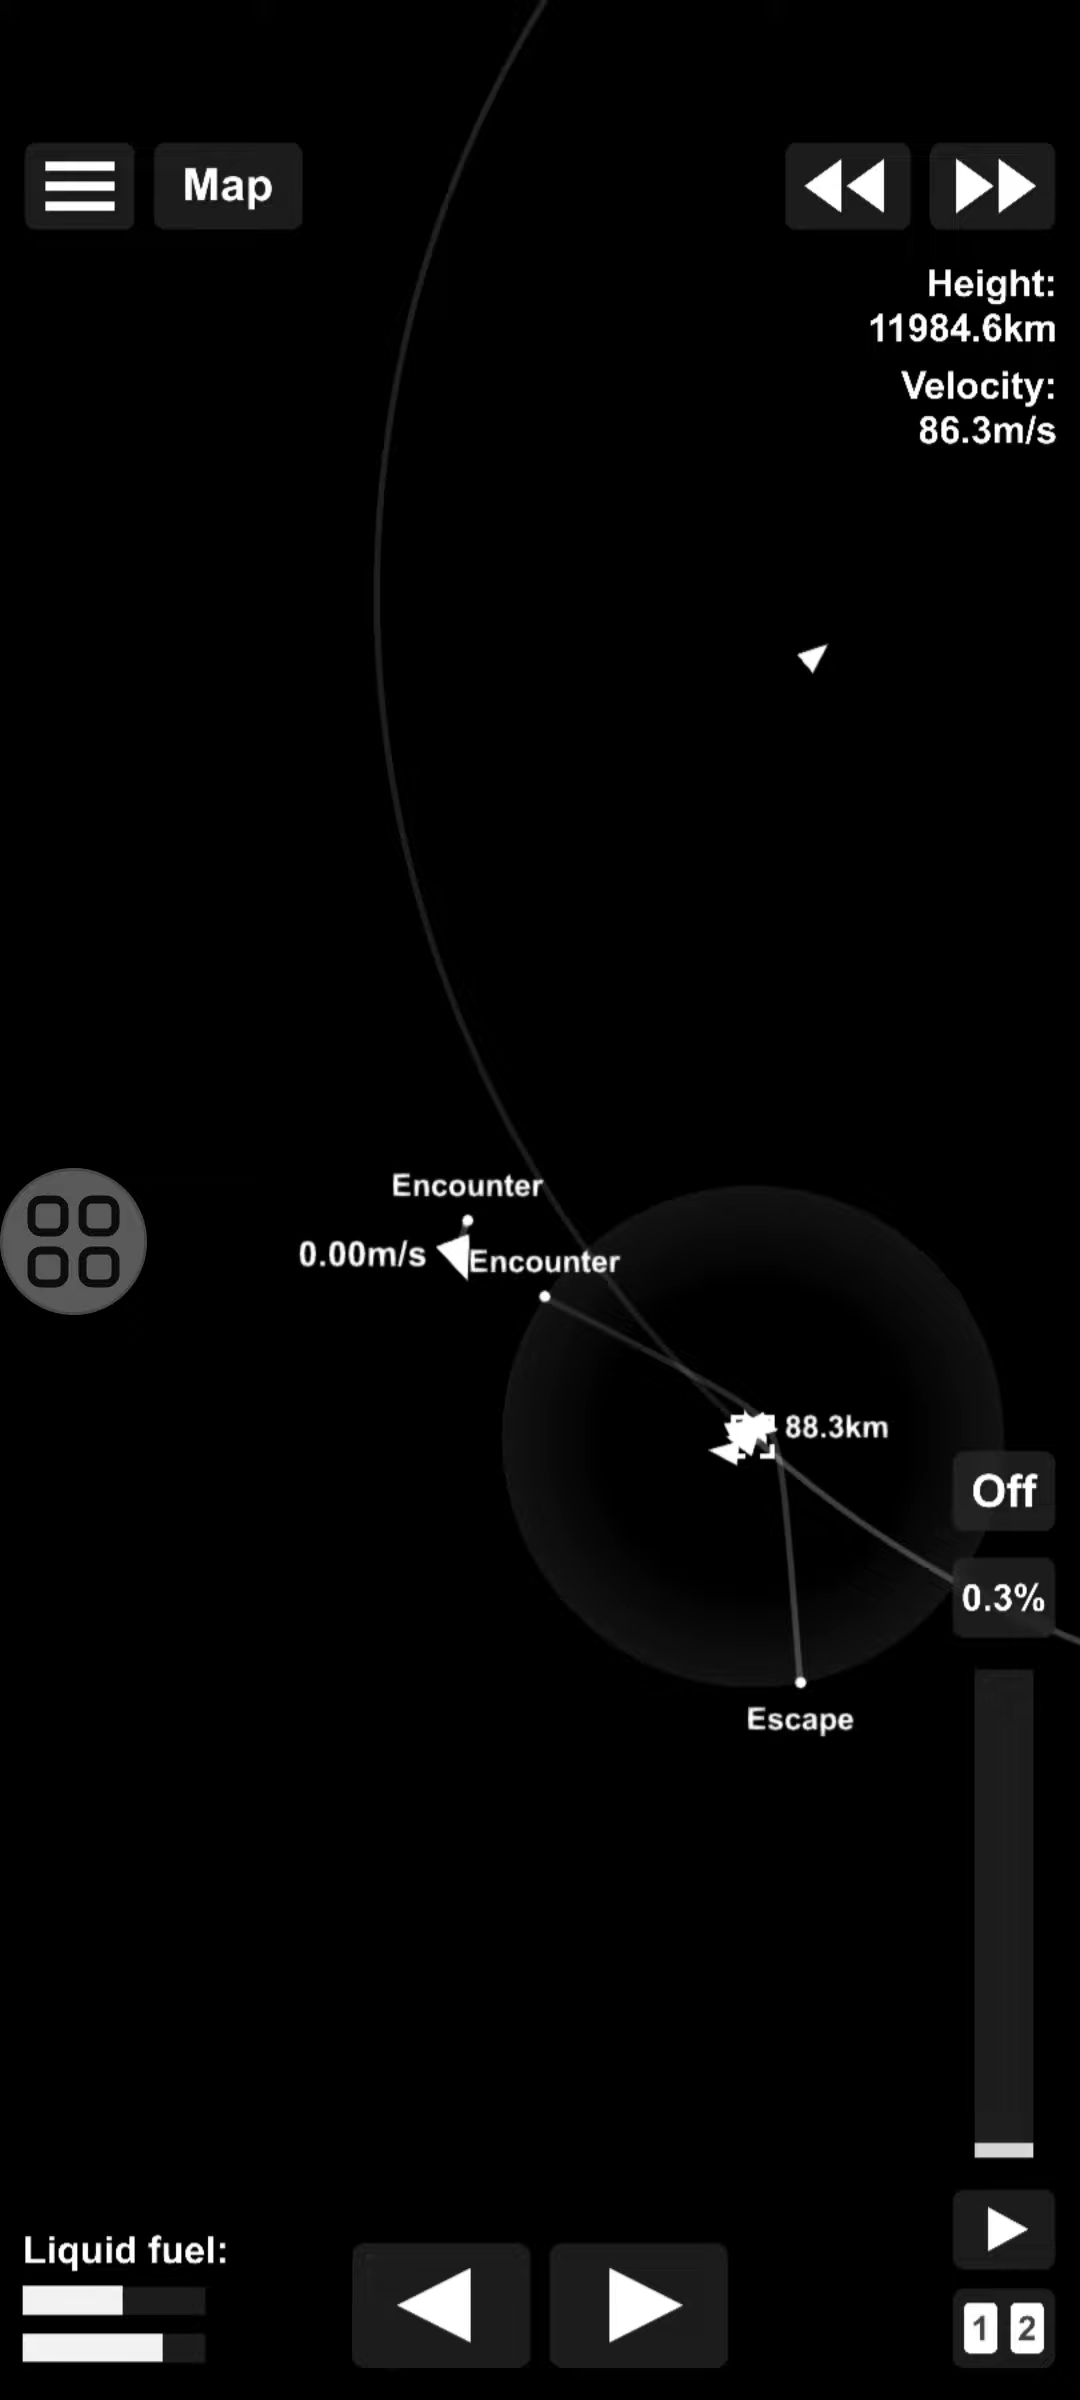 Map
Height:
11984.6km
Velocity:
86.3m/s
Encounter
0.00m/s
Encounter
88.3km
Off
0.3%
Escape
Liquid fuel:
1 2